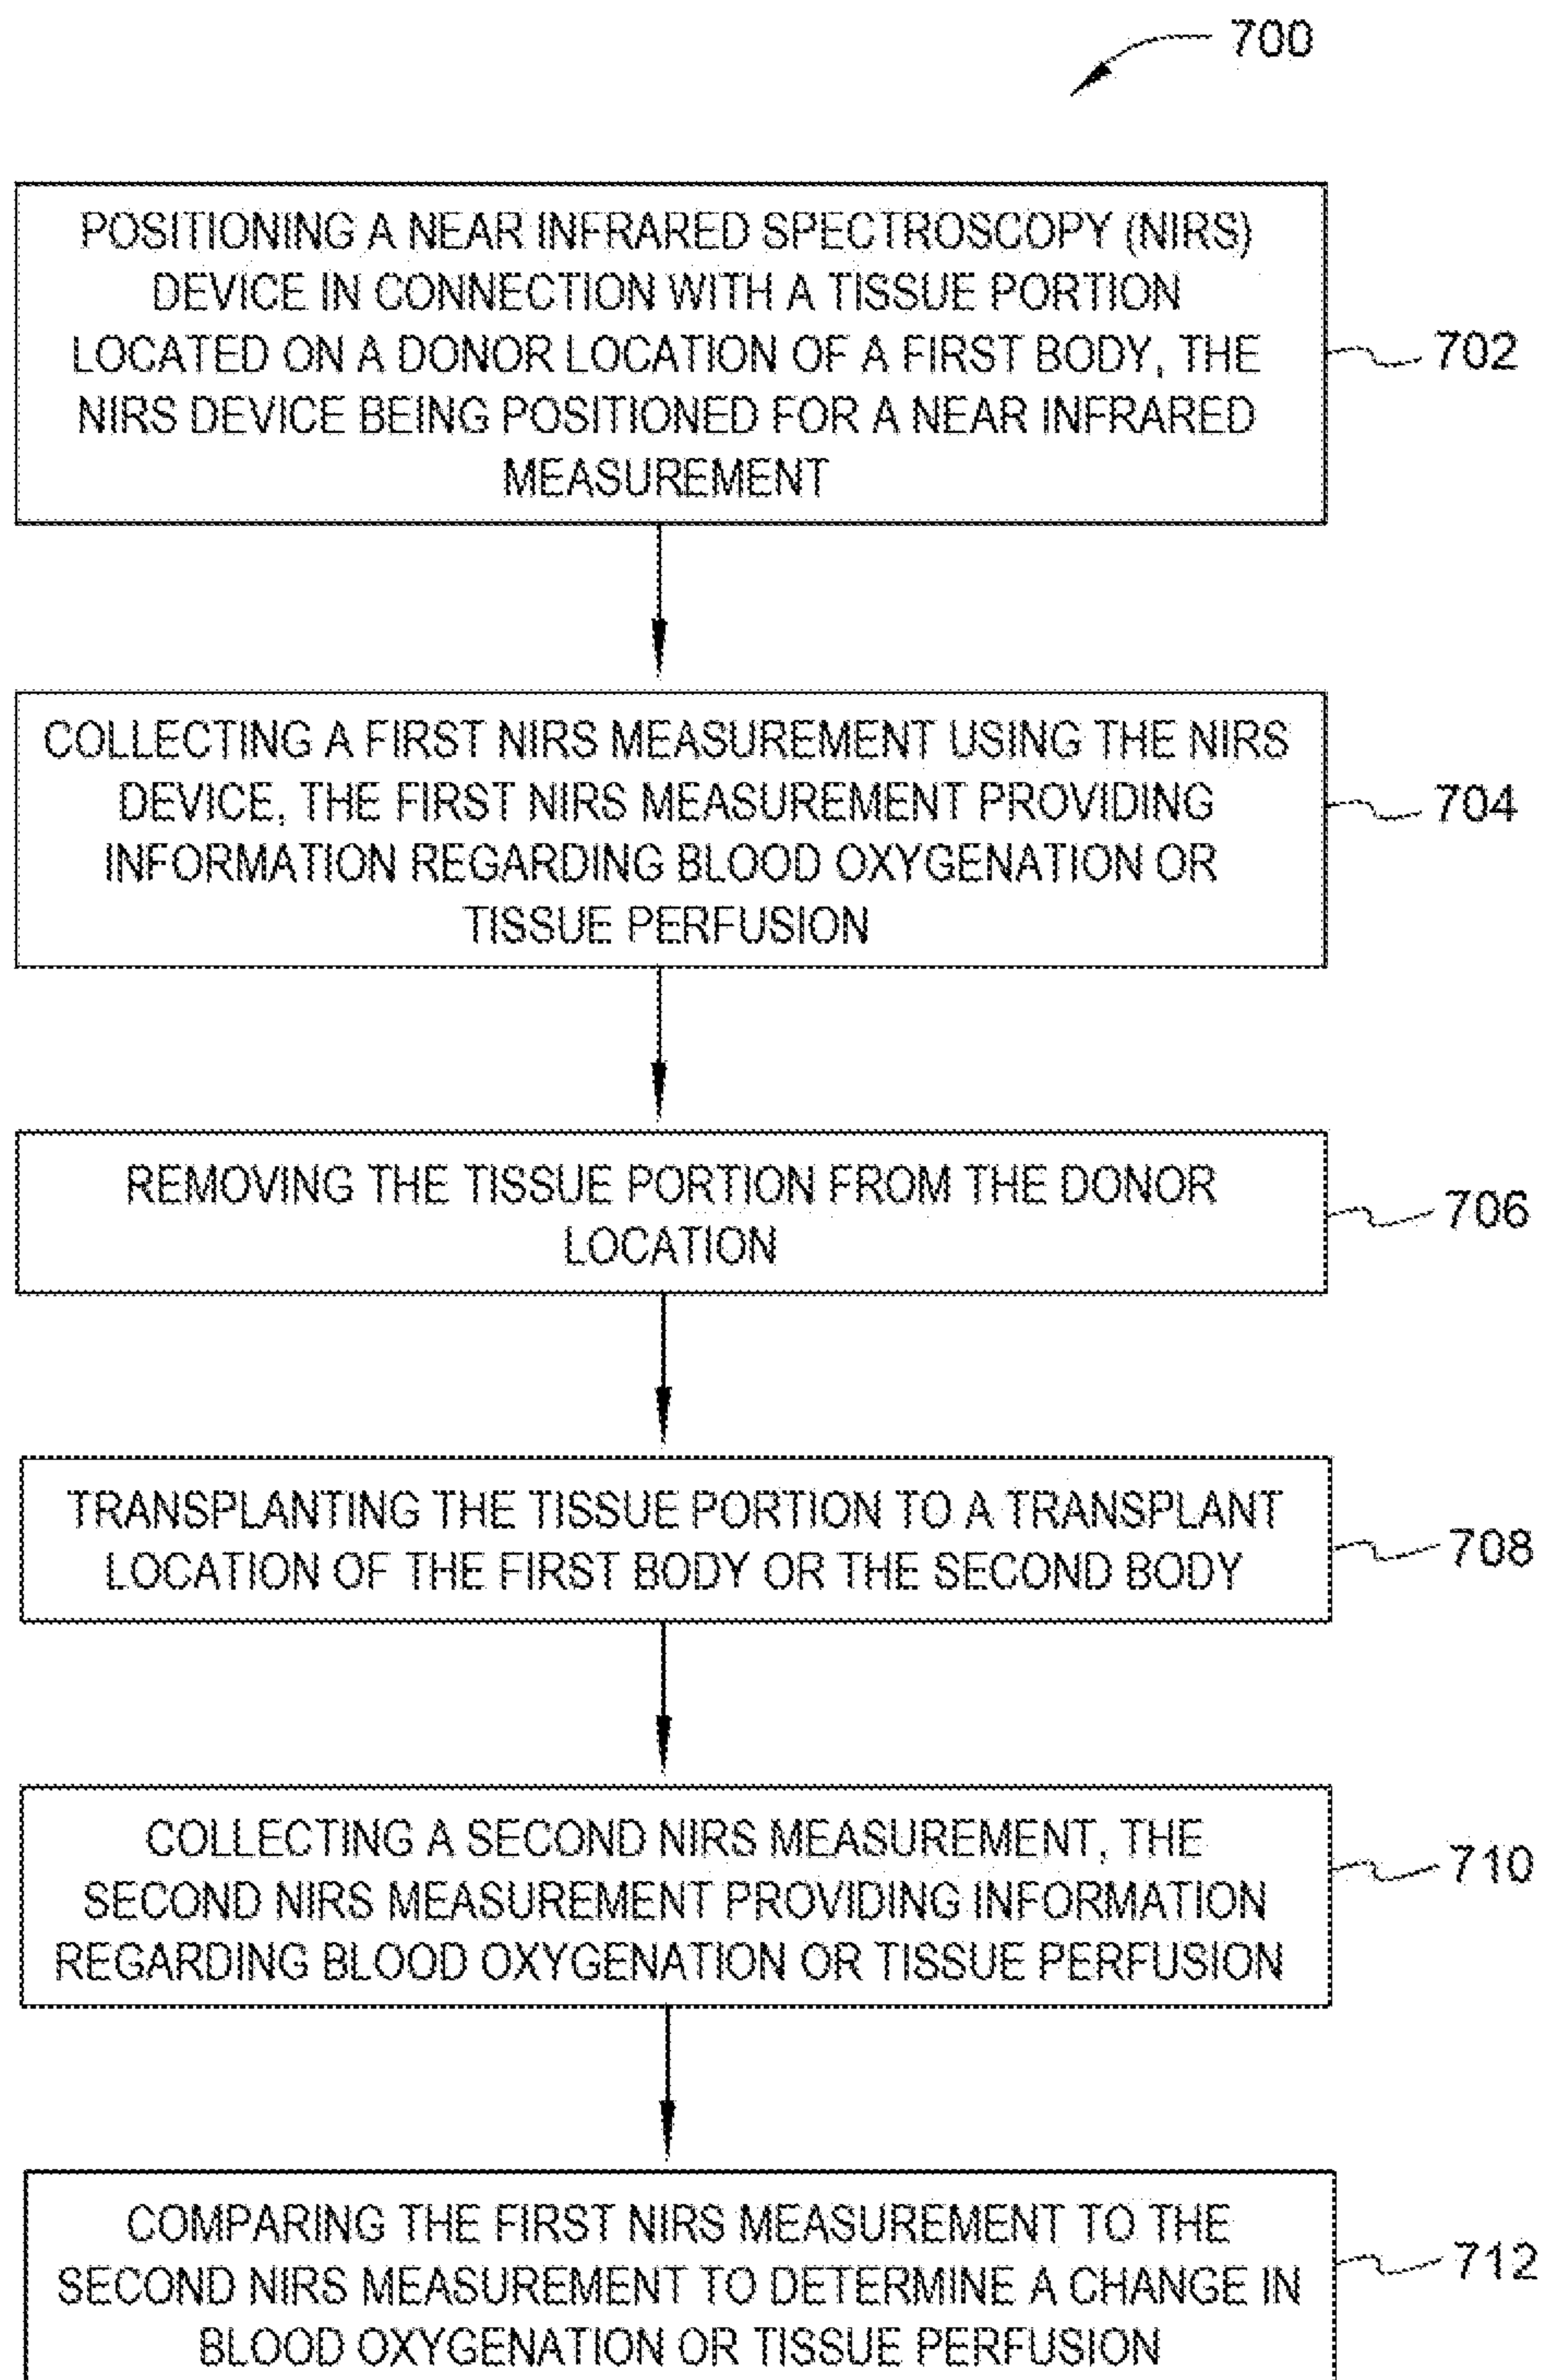 700
POSITIONING A NEAR INFRARED SPECTROSCOPY (NIRS)
DEVICE IN CONNECTION WITH A TISSUE PORTION
LOCATED ON A DONOR LOCATION OF A FIRST BODY, THE
NIRS DEVICE BEING POSITIONED FOR A NEAR INFRARED
MEASUREMENT
702
COLLECTING A FIRST NIRS MEASUREMENT USING THE NIRS
DEVICE, THE FIRST NIRS MEASUREMENT PROVIDING
INFORMATION REGARDING BLOOD OXYGENATION OR
TISSUE PERFUSION
704
REMOVING THE TISSUE PORTION FROM THE DONOR
LOCATION
706
TRANSPLANTING THE TISSUE PORTION TO A TRANSPLANT
LOCATION OF THE FIRST BODY OR THE SECOND BODY
708
COLLECTING A SECOND NIRS MEASUREMENT, THE
SECOND NIRS MEASUREMENT PROVIDING INFORMATION
REGARDING BLOOD OXYGENATION OR TISSUE PERFUSION
710
COMPARING THE FIRST NIRS MEASUREMENT TO THE
SECOND NIRS MEASUREMENT TO DETERMINE A CHANGE IN
BLOOD OXYGENATION OR TISSUE PERFUSION
712